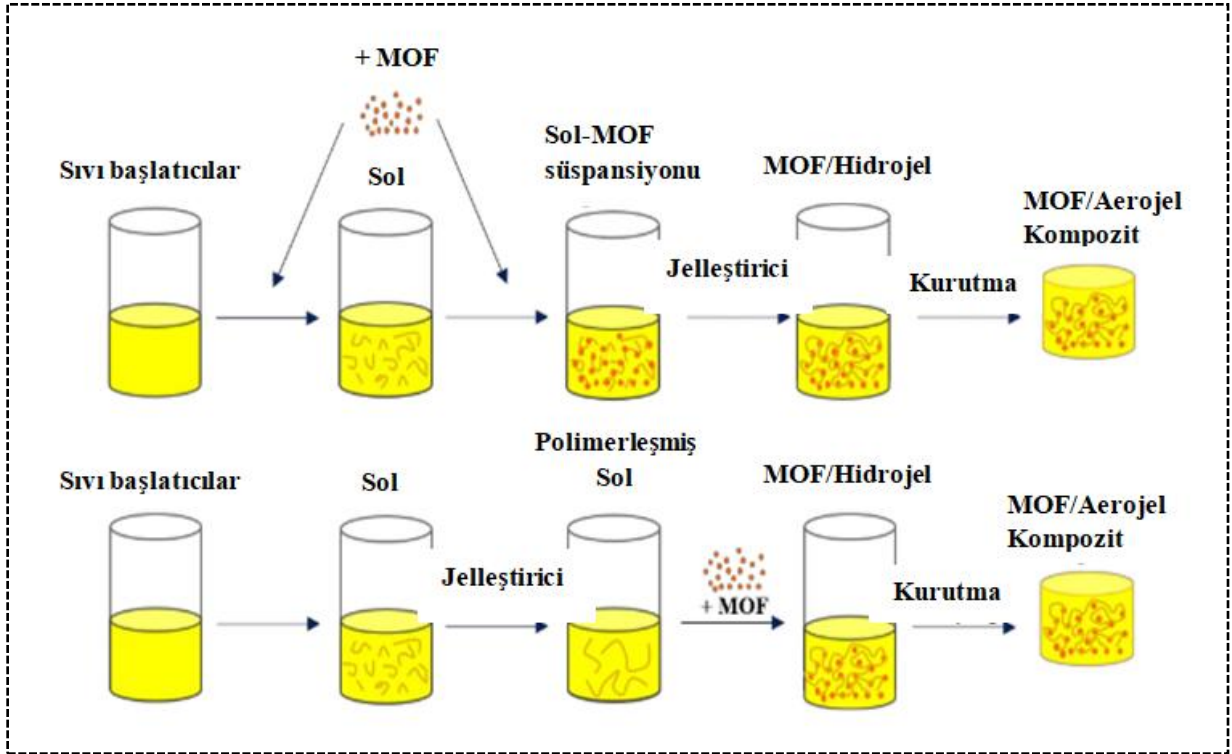 + MOF
Sıvı başlatıcılar
Sol
Sol-MOF
süspansiyonu
MOF/Hidrojel
MOF/Aerojel
Kompozit
Jelleştirici
Kurutma
Sıvı başlatıcılar
Sol
Polimerleşmiş
Sol
MOF/Hidrojel
MOF/Aerojel
Kompozit
Jelleştirici
+ MOF
Kurutma